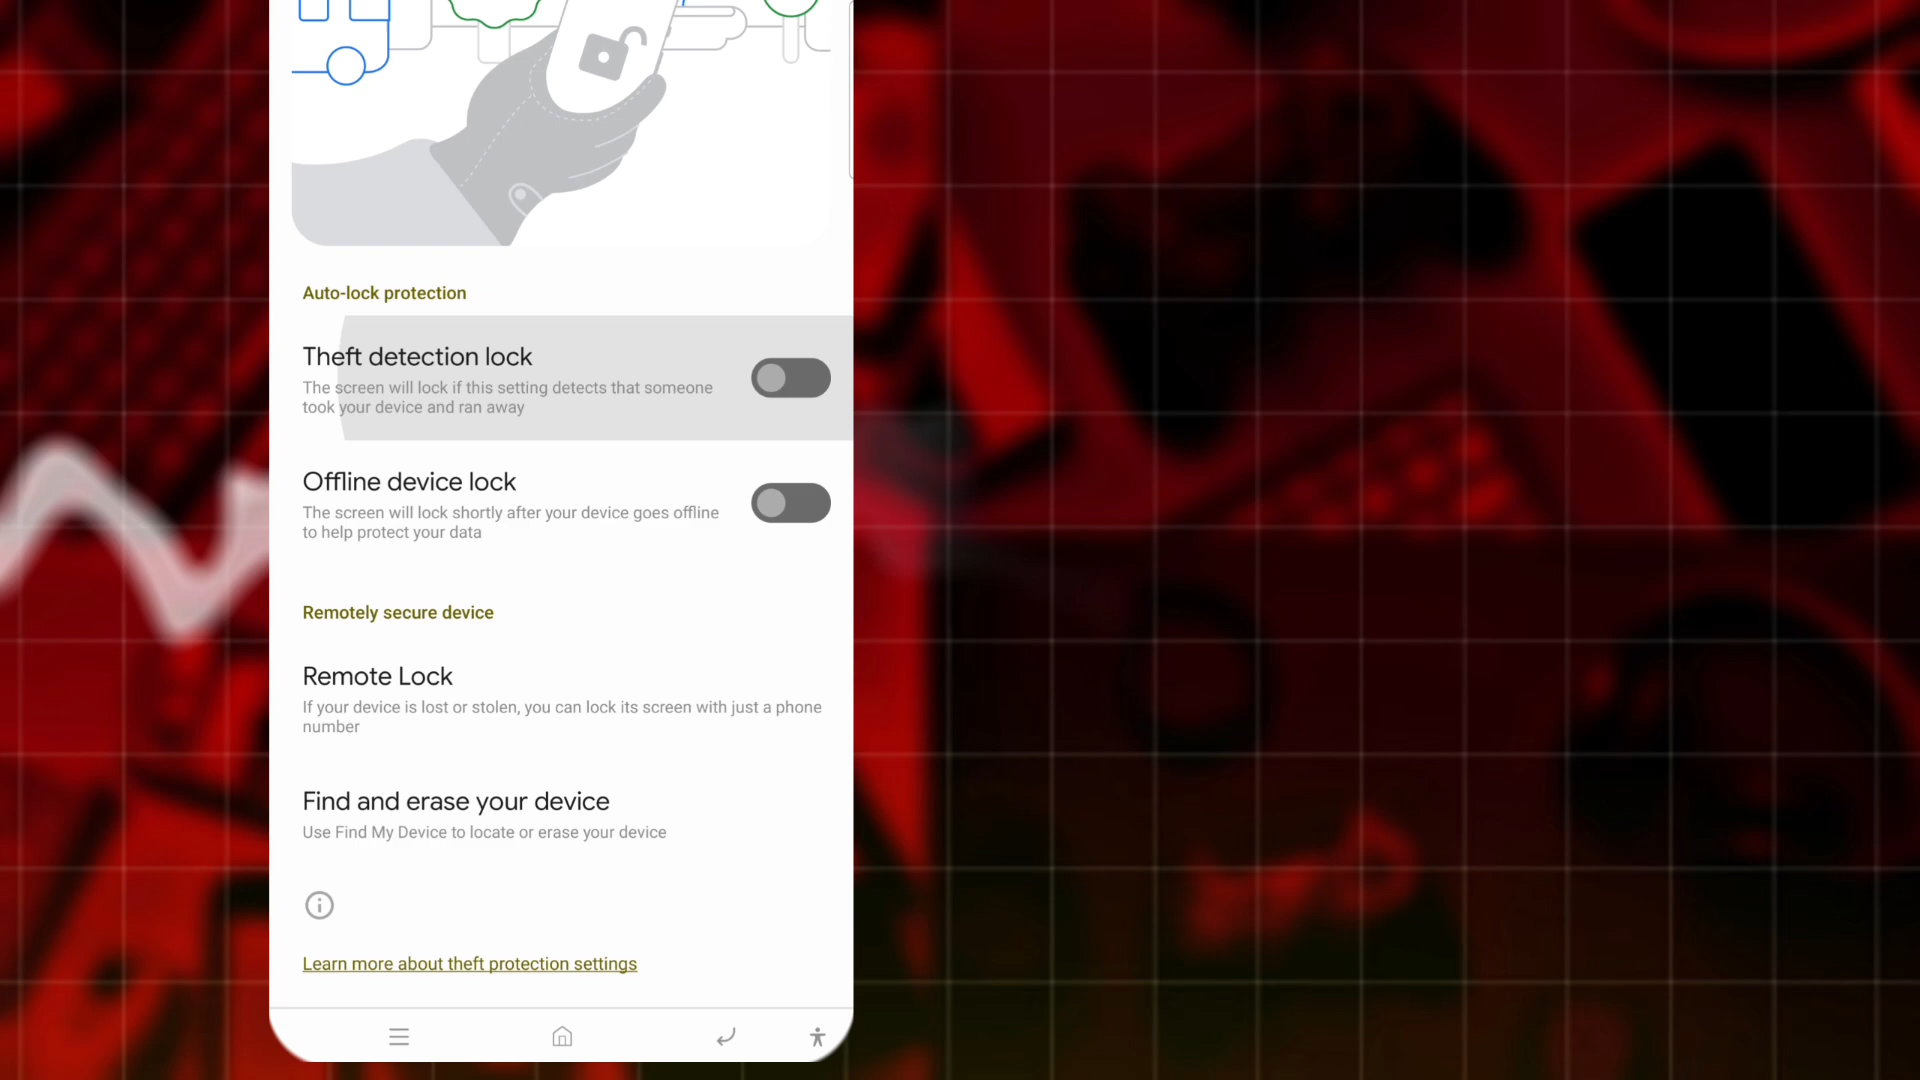 Auto-lock protection
Theft detection lock
The screen will lock if this setting detects that someone
took your device and ran away
Offline device lock
The screen will lock shortly after your device goes offline
to help protect your data
Remotely secure device
Remote Lock
If your device is lost or stolen, you can lock its screen with just a phone
number
Find and erase your device
Use Find My Device to locate or erase your device
Learn more about theft protection settings